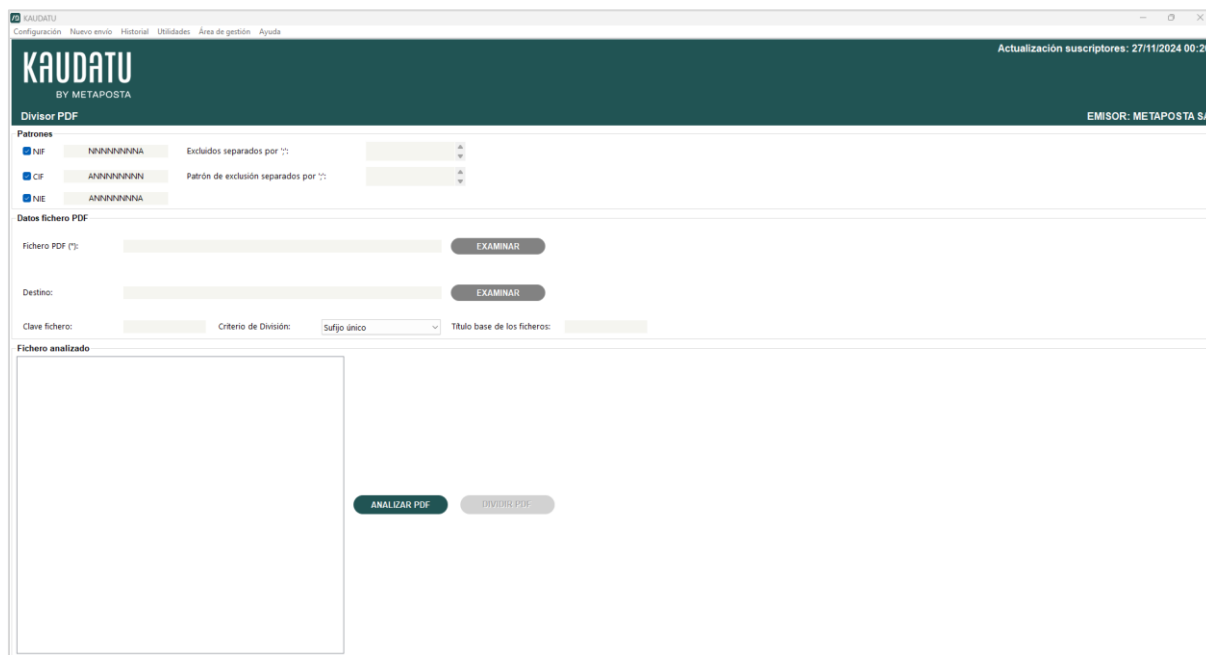 KAUDATU
Configuración Nuevo envío Historial Utilidades Área de gestión Ayuda
Actualización suscriptores: 27/11/2024 00:20
KAUDATU
BY METAPOSTA
Divisor PDF
EMISOR: METAPOSTA SA
Patrones
NIF NNNNNNNNA Excluidos separados por ';':
CIF ANNNNNNNN Patrón de exclusión separados por ';':
NIE ANNNNNNNA
Datos fichero PDF
Fichero PDF (*): EXAMINAR
Destino: EXAMINAR
Clave fichero: Criterio de División: Sufijo único Título base de los ficheros:
Fichero analizado
ANALIZAR PDF DIVIDIR PDF